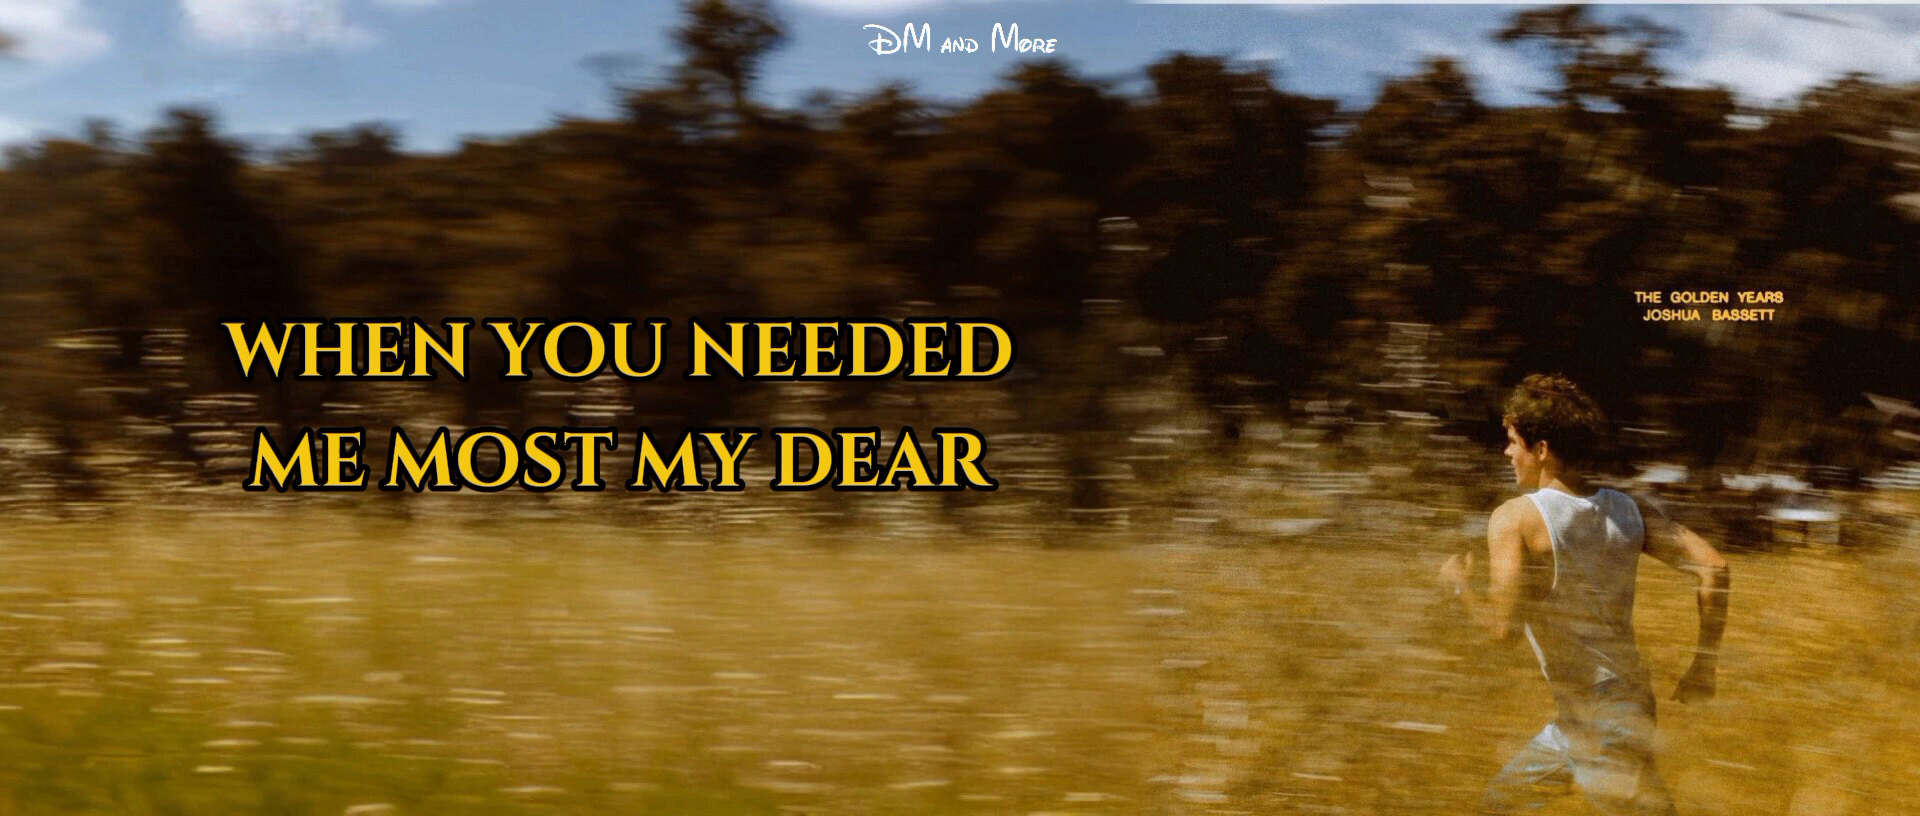 DM AND MORE
THE GOLDEN YEARS
JOSHUA BASSETT
WHEN YOU NEEDED
ME MOST MY DEAR